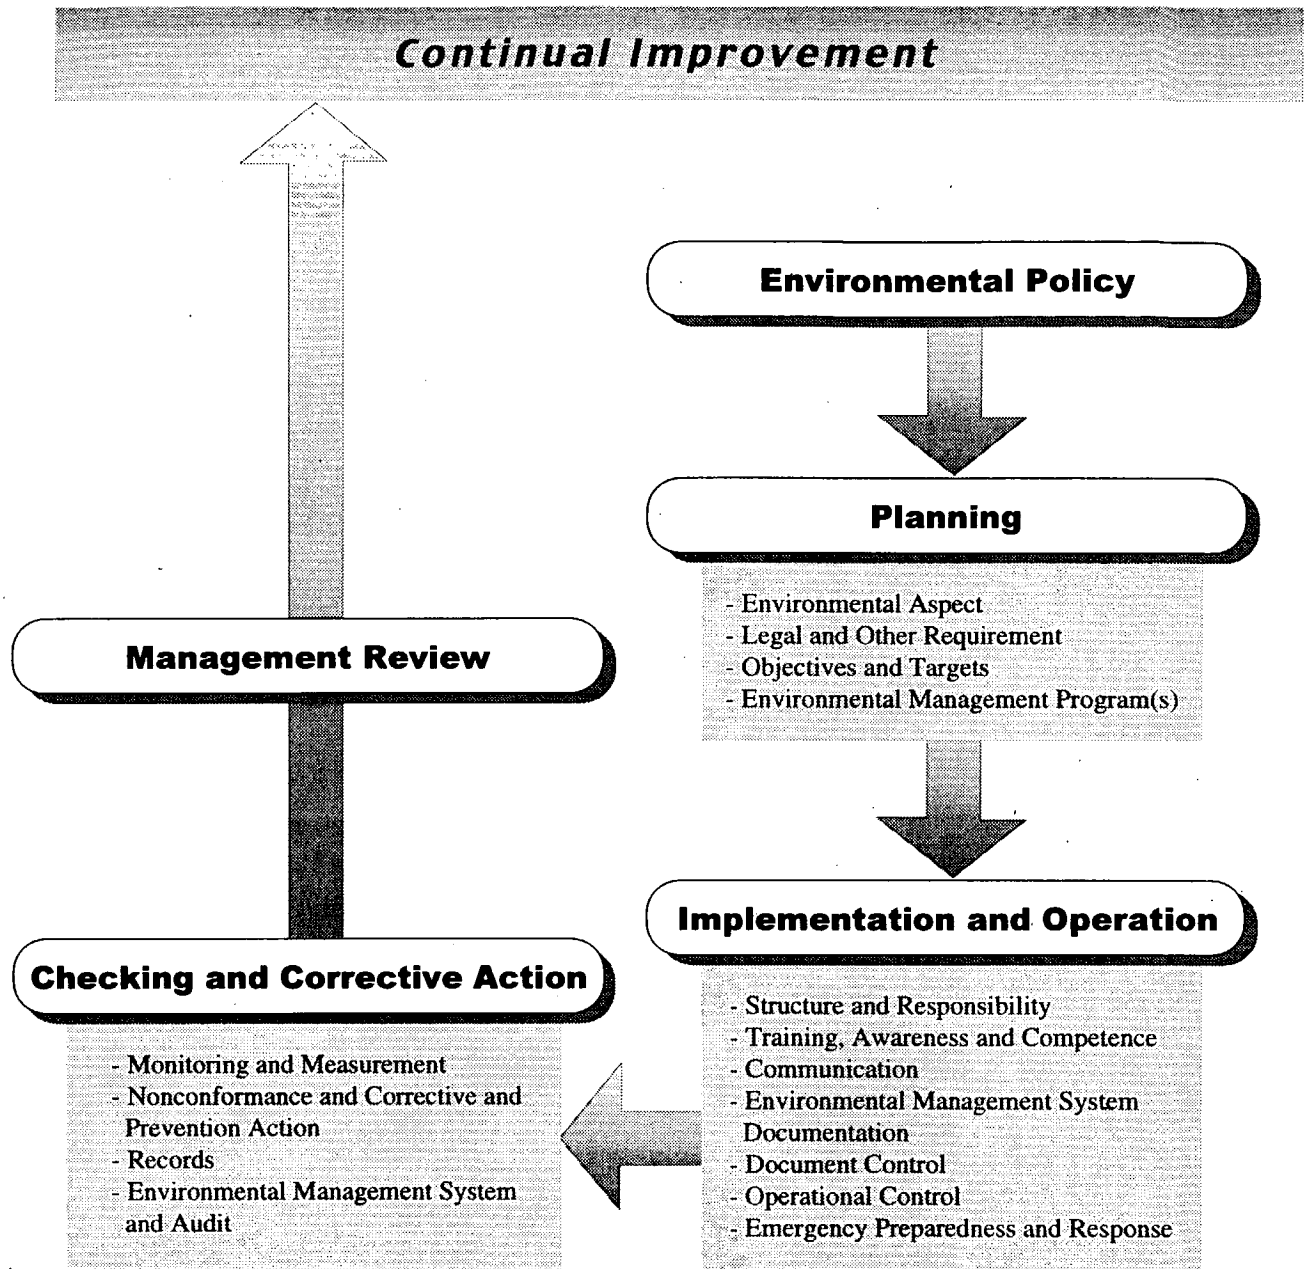 Continual Improvement
Environmental Policy
Planning
- Environmental Aspect
- Legal and Other Requirement
- Objectives and Targets
- Environmental Management Program(s)
Implementation and Operation
- Structure and Responsibility
- Training, Awareness and Competence
- Communication
- Environmental Management System
Documentation
- Document Control
- Operational Control
- Emergency Preparedness and Response
Checking and Corrective Action
- Monitoring and Measurement
- Nonconformance and Corrective and
Prevention Action
- Records
- Environmental Management System
and Audit
Management Review